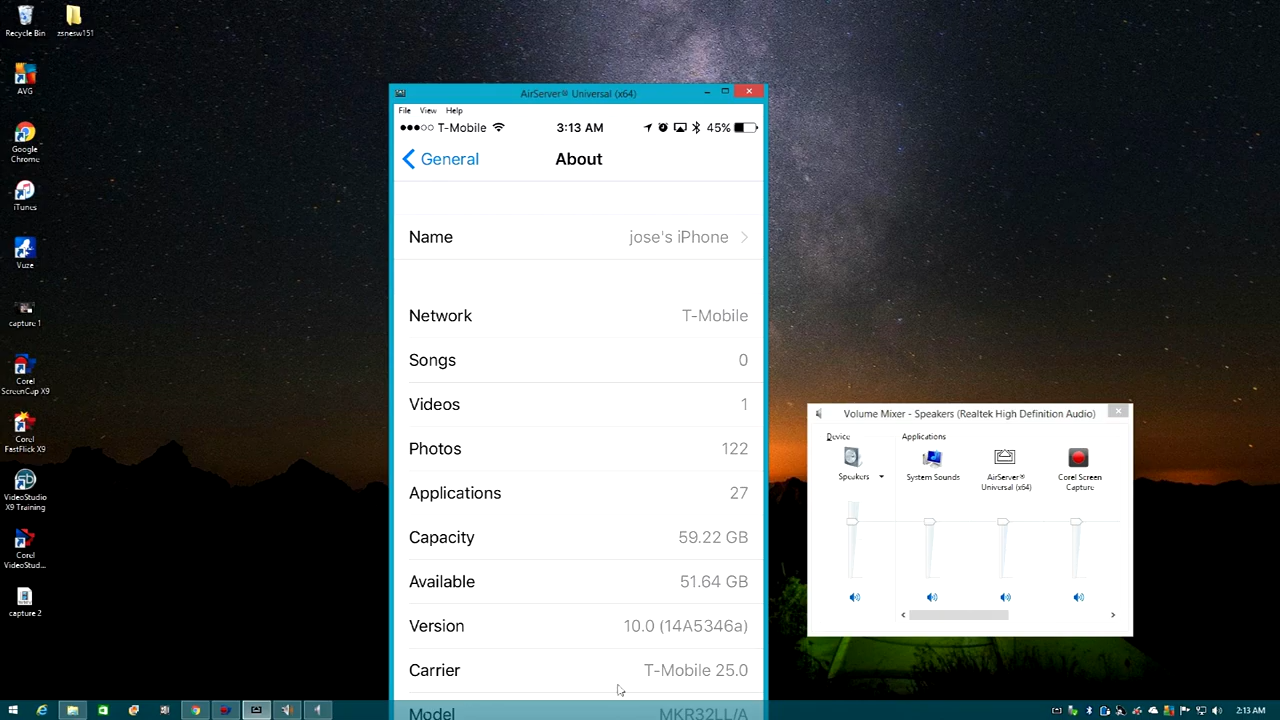 Recycle Bin
zsnesw151
AVG
Google
Chrome
iTunes
Vuze
capture 1
Corel
ScreenCap X9
Corel
FastFlick X9
VideoStudio
X9 Training
Corel
VideoStud...
capture 2
AirServer® Universal (x64)
File View Help
T-Mobile 3:13 AM 45%
General About
Name jose's iPhone
Network T-Mobile
Songs 0
Videos 1
Photos 122
Applications 27
Capacity 59.22 GB
Available 51.64 GB
Version 10.0 (14A5346a)
Carrier T-Mobile 25.0
Model MKR32LL/A
Volume Mixer - Speakers (Realtek High Definition Audio)
Device Applications
Speakers
System Sounds
AirServer®
Universal (x64)
Corel Screen
Capture
2:13 AM